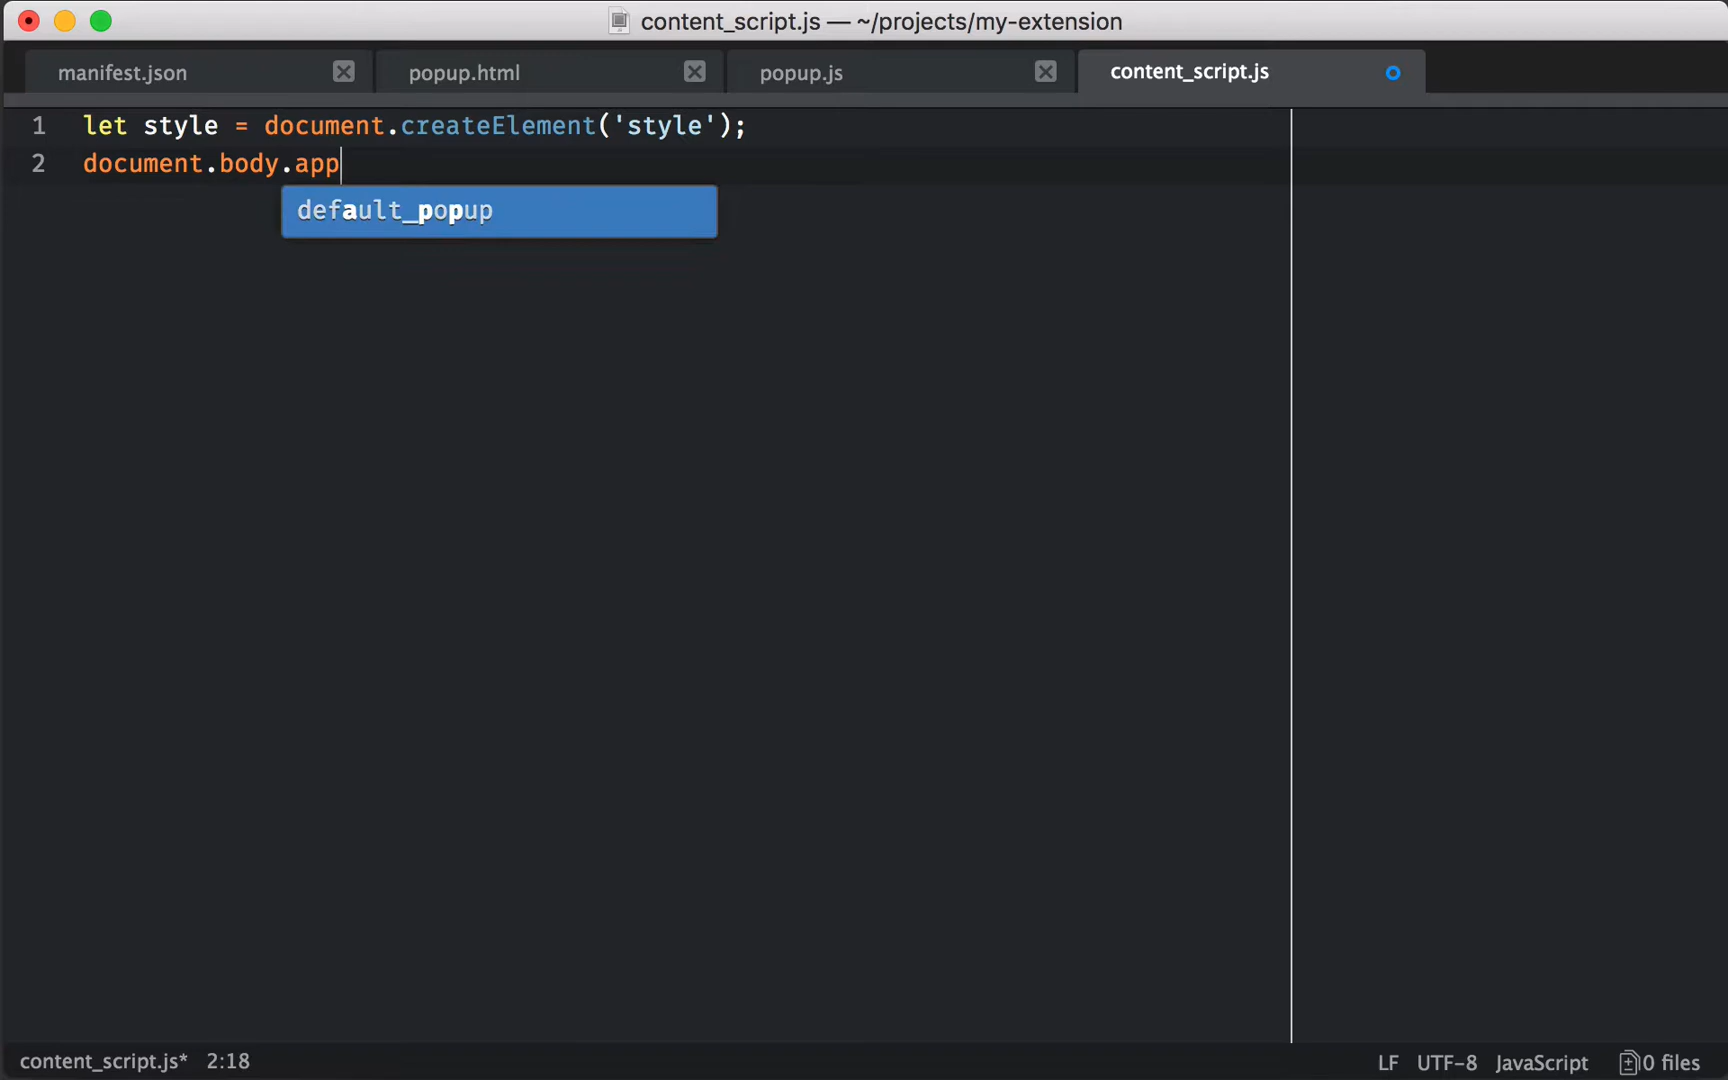 content_script.js — ~/projects/my-extension
manifest.json popup.html popup.js content_script.js
1 let style = document.createElement('style');
2 document.body.app
default_popup
content_script.js* 2:18 LF UTF-8 JavaScript 0 files